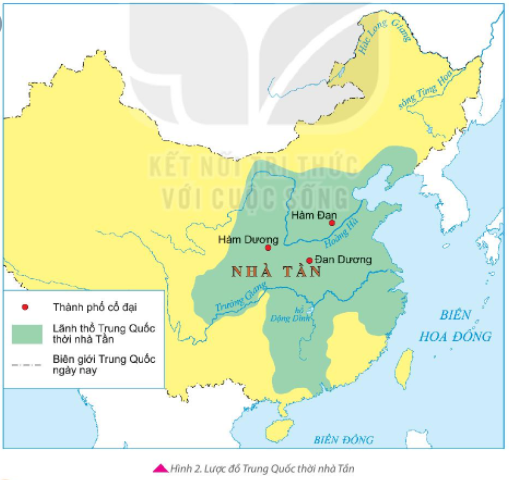 Hắc Long Giang
sông Tùng Hoa
KẾT NỐI TRI THỨC
VỚI CUỘC SỐNG
Hàm Đan
Hoàng Hà
Hàm Dương
Đan Dương
NHÀ TẦN
Trường Giang
hồ
Động Đình
Thành phố cổ đại
Lãnh thổ Trung Quốc
thời nhà Tần
Biên giới Trung Quốc
ngày nay
BIỂN
HOA ĐÔNG
BIỂN ĐÔNG
Hình 2. Lược đồ Trung Quốc thời nhà Tần